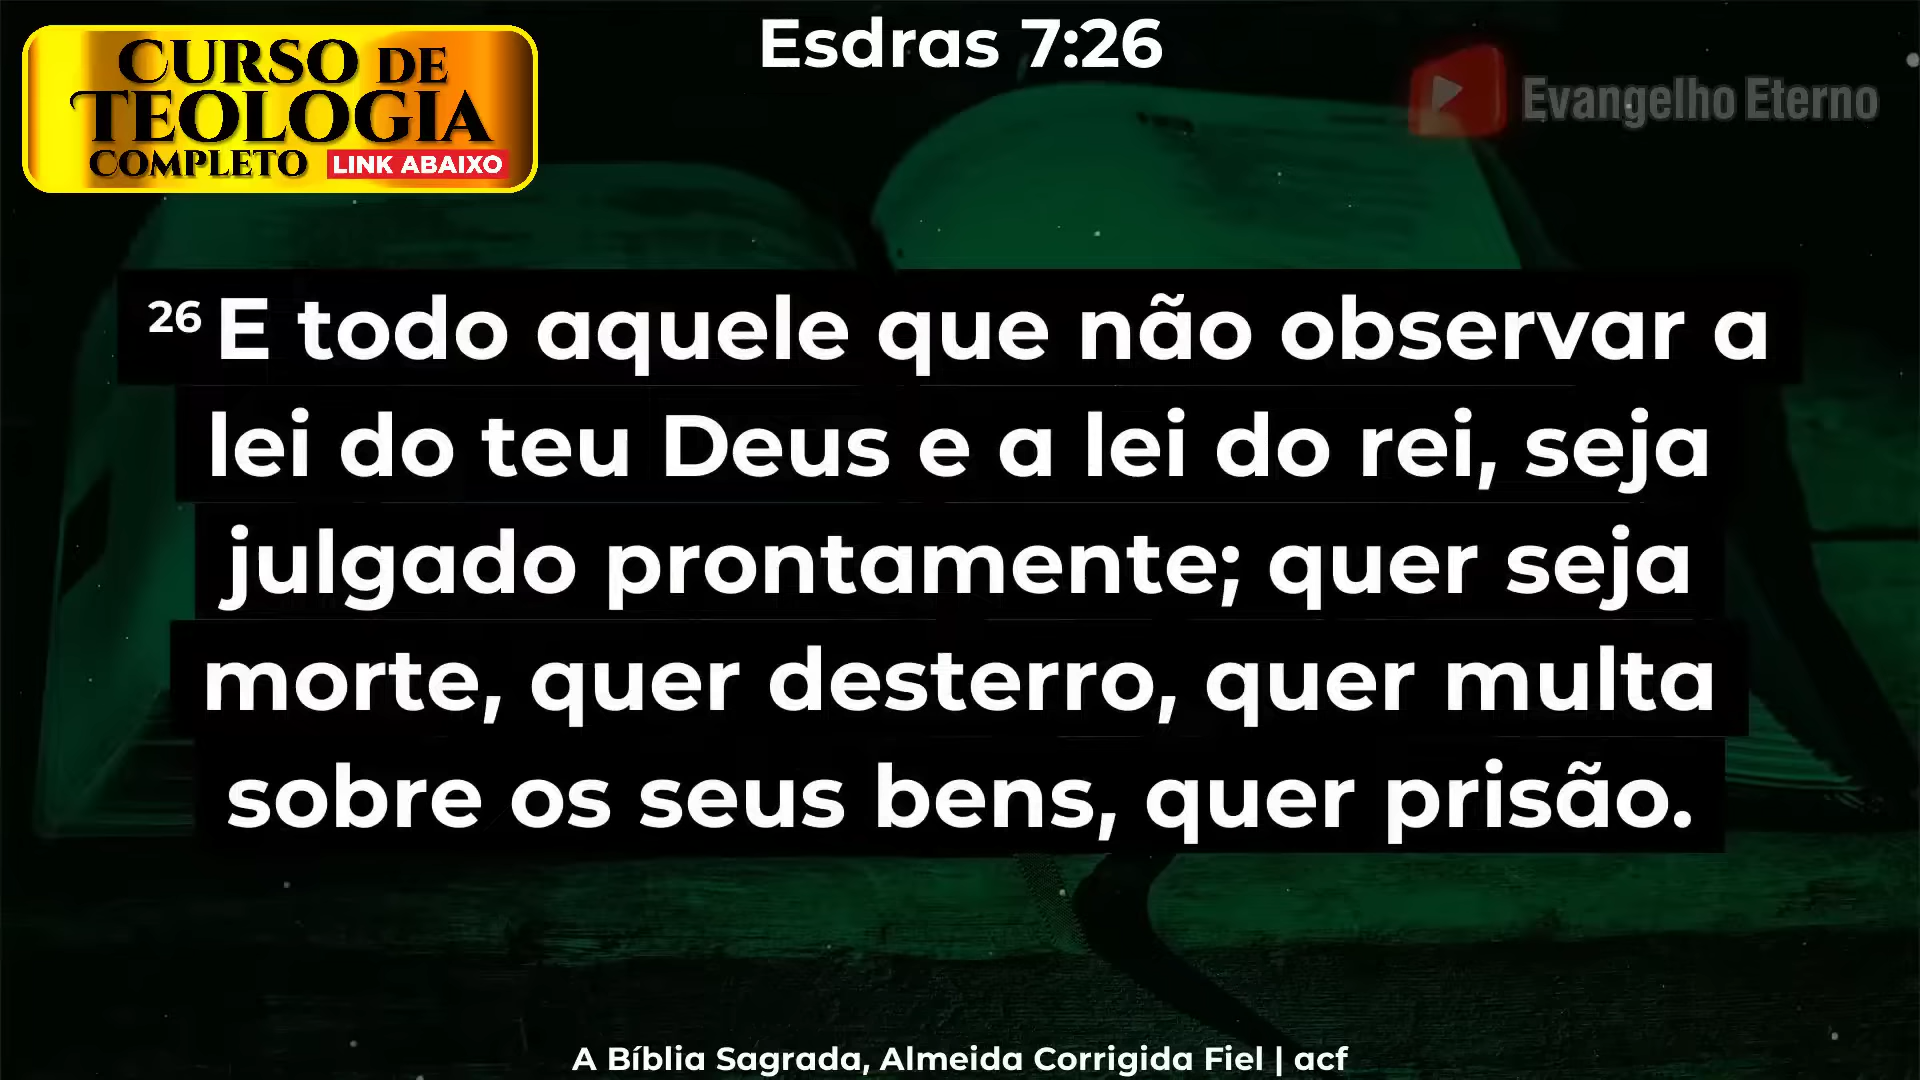 Esdras 7:26
CURSO DE
TEOLOGIA
COMPLETO LINK ABAIXO
Evangelho Eterno
26 E todo aquele que não observar a
lei do teu Deus e a lei do rei, seja
julgado prontamente; quer seja
morte, quer desterro, quer multa
sobre os seus bens, quer prisão.
A Bíblia Sagrada, Almeida Corrigida Fiel | acf